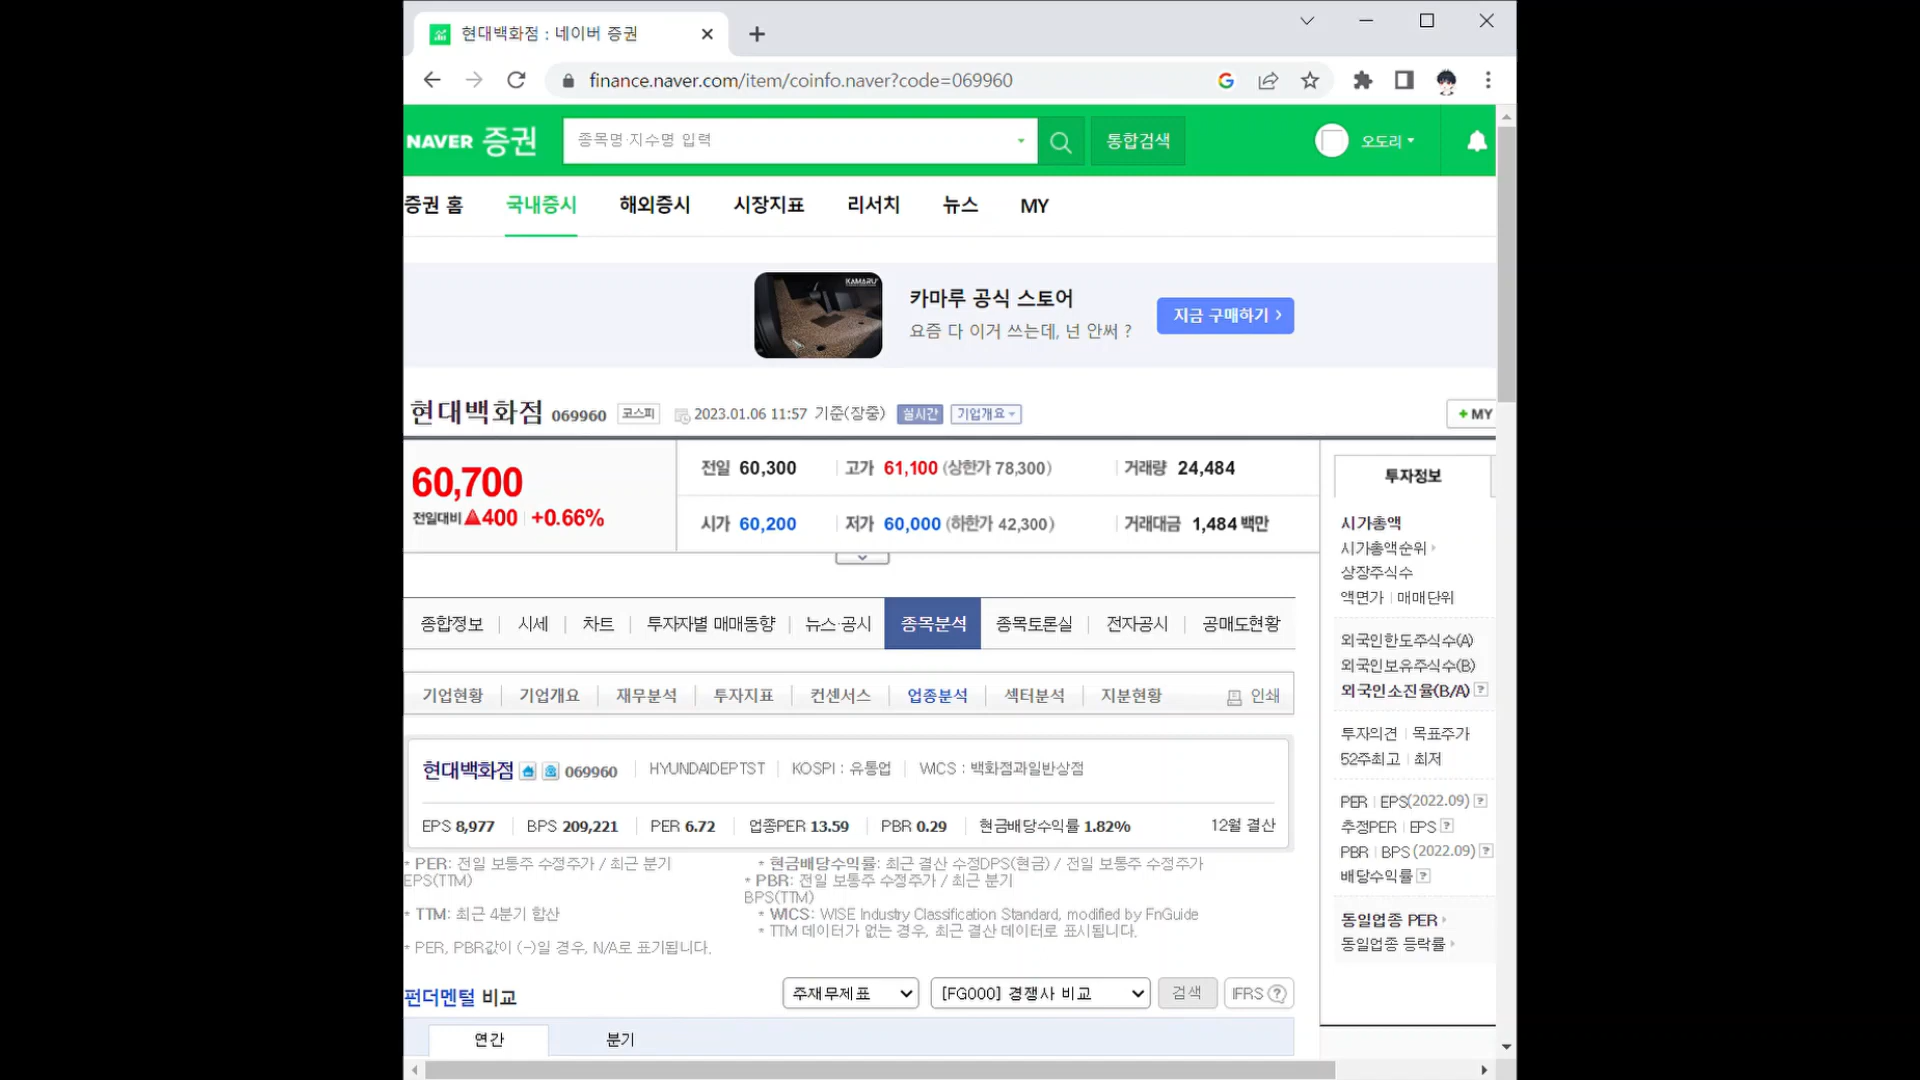 현대백화점 : 네이버 증권
finance.naver.com/item/coinfo.naver?code=069960
NAVER 증권
종목명·지수명 입력
통합검색
오도리
증권 홈 국내증시 해외증시 시장지표 리서치 뉴스 MY
KAMARU
카마루 공식 스토어
요즘 다 이거 쓰는데, 넌 안써 ?
지금 구매하기 >
현대백화점 069960 코스피 2023.01.06 11:57 기준(장중) 실시간 기업개요
+ MY
60,700
전일대비 ▲400 +0.66%
전일 60,300 고가 61,100 (상한가 78,300) 거래량 24,484
시가 60,200 저가 60,000 (하한가 42,300) 거래대금 1,484 백만
종합정보 시세 차트 투자자별 매매동향 뉴스·공시 종목분석 종목토론실 전자공시 공매도현황
기업현황 기업개요 재무분석 투자지표 컨센서스 업종분석 섹터분석 지분현황 인쇄
현대백화점 069960 HYUNDAIDEPTST KOSPI : 유통업 WICS : 백화점과일반상점
EPS 8,977 BPS 209,221 PER 6.72 업종PER 13.59 PBR 0.29 현금배당수익률 1.82% 12월 결산
* PER: 전일 보통주 수정주가 / 최근 분기
EPS(TTM)
* 현금배당수익률: 최근 결산 수정DPS(현금) / 전일 보통주 수정주가
* PBR: 전일 보통주 수정주가 / 최근 분기
BPS(TTM)
* TTM: 최근 4분기 합산
* WICS: WISE Industry Classification Standard, modified by FnGuide
* TTM 데이터가 없는 경우, 최근 결산 데이터로 표시됩니다.
* PER, PBR값이 (-)일 경우, N/A로 표기됩니다.
펀더멘털 비교
주재무제표
[FG000] 경쟁사 비교
검색
IFRS ?
연간 분기
투자정보
시가총액
시가총액순위
상장주식수
액면가 | 매매단위
외국인한도주식수(A)
외국인보유주식수(B)
외국인소진율(B/A) ?
투자의견 | 목표주가
52주최고 | 최저
PER | EPS(2022.09) ?
추정PER | EPS ?
PBR | BPS (2022.09) ?
배당수익률 ?
동일업종 PER
동일업종 등락률